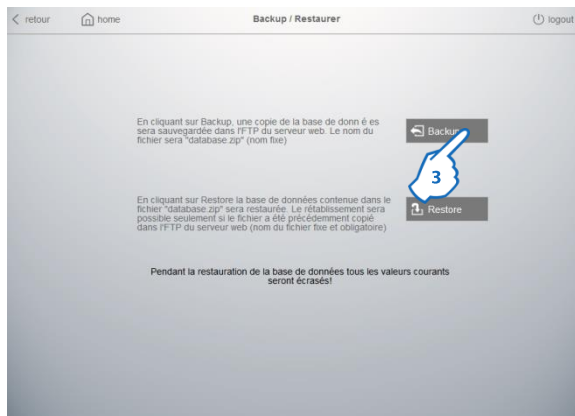 retour home Backup / Restaurer logout
En cliquant sur Backup, une copie de la base de donn é es
sera sauvegardée dans l'FTP du serveur web. Le nom du
fichier sera "database.zip" (nom fixe)
Backup
3
En cliquant sur Restore la base de données contenue dans le
fichier "database.zip" sera restaurée. Le rétablissement sera
possible seulement si le fichier a été précédemment copié
dans l'FTP du serveur web (nom du fichier fixe et obligatoire)
Restore
Pendant la restauration de la base de données tous les valeurs courants
seront écrasés!